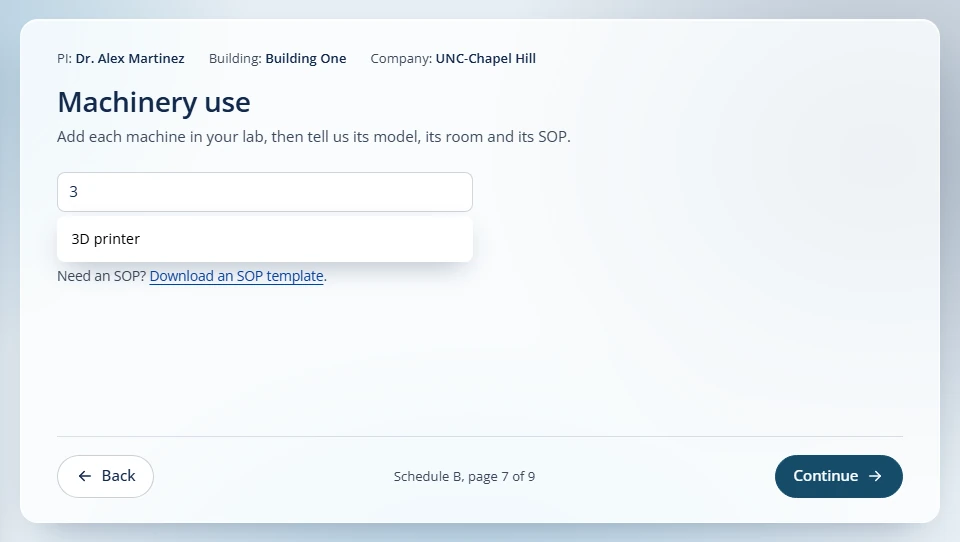 PI: Dr. Alex Martinez Building: Building One Company: UNC-Chapel Hill
Machinery use
Add each machine in your lab, then tell us its model, its room and its SOP.
3
3D printer
Need an SOP? Download an SOP template.
Back Schedule B, page 7 of 9 Continue